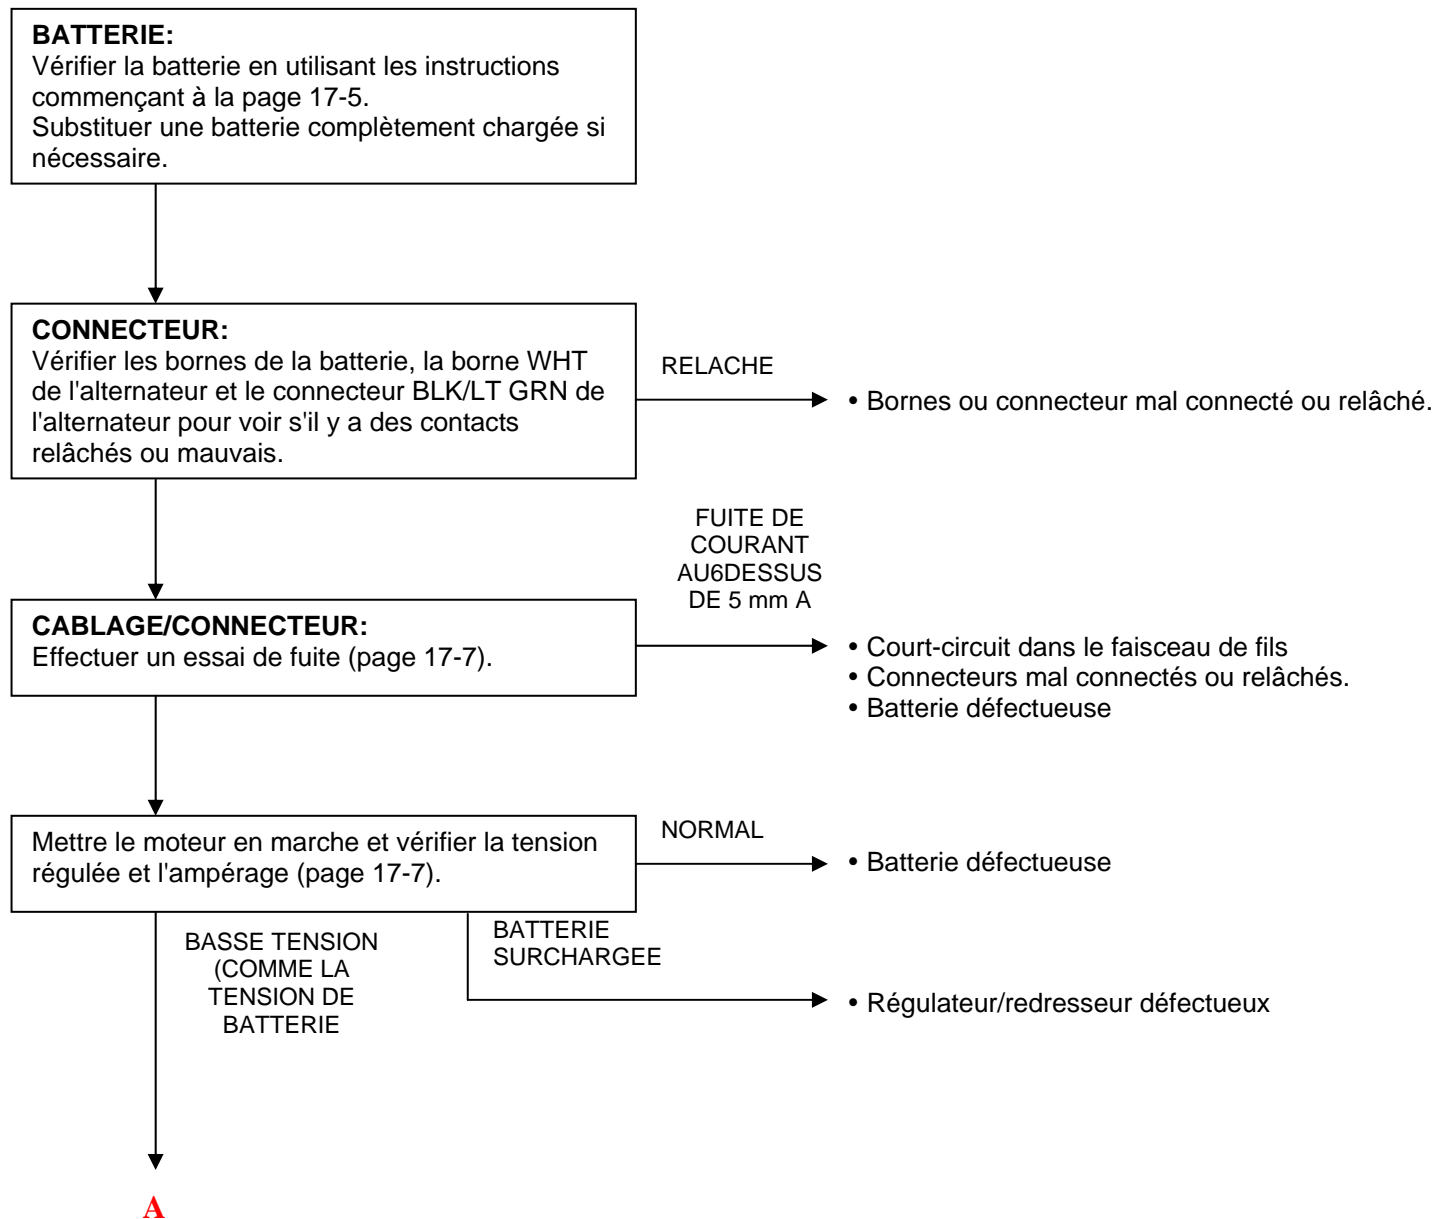 BATTERIE:
Vérifier la batterie en utilisant les instructions
commençant à la page 17-5.
Substituer une batterie complètement chargée si
nécessaire.
CONNECTEUR:
Vérifier les bornes de la batterie, la borne WHT
de l'alternateur et le connecteur BLK/LT GRN de
l'alternateur pour voir s'il y a des contacts
relâchés ou mauvais.
RELACHE
• Bornes ou connecteur mal connecté ou relâché.
FUITE DE
COURANT
AU6DESSUS
DE 5 mm A
CABLAGE/CONNECTEUR:
Effectuer un essai de fuite (page 17-7).
• Court-circuit dans le faisceau de fils
• Connecteurs mal connectés ou relâchés.
• Batterie défectueuse
Mettre le moteur en marche et vérifier la tension
régulée et l'ampérage (page 17-7).
NORMAL
• Batterie défectueuse
BASSE TENSION
(COMME LA
TENSION DE
BATTERIE
BATTERIE
SURCHARGEE
• Régulateur/redresseur défectueux
A